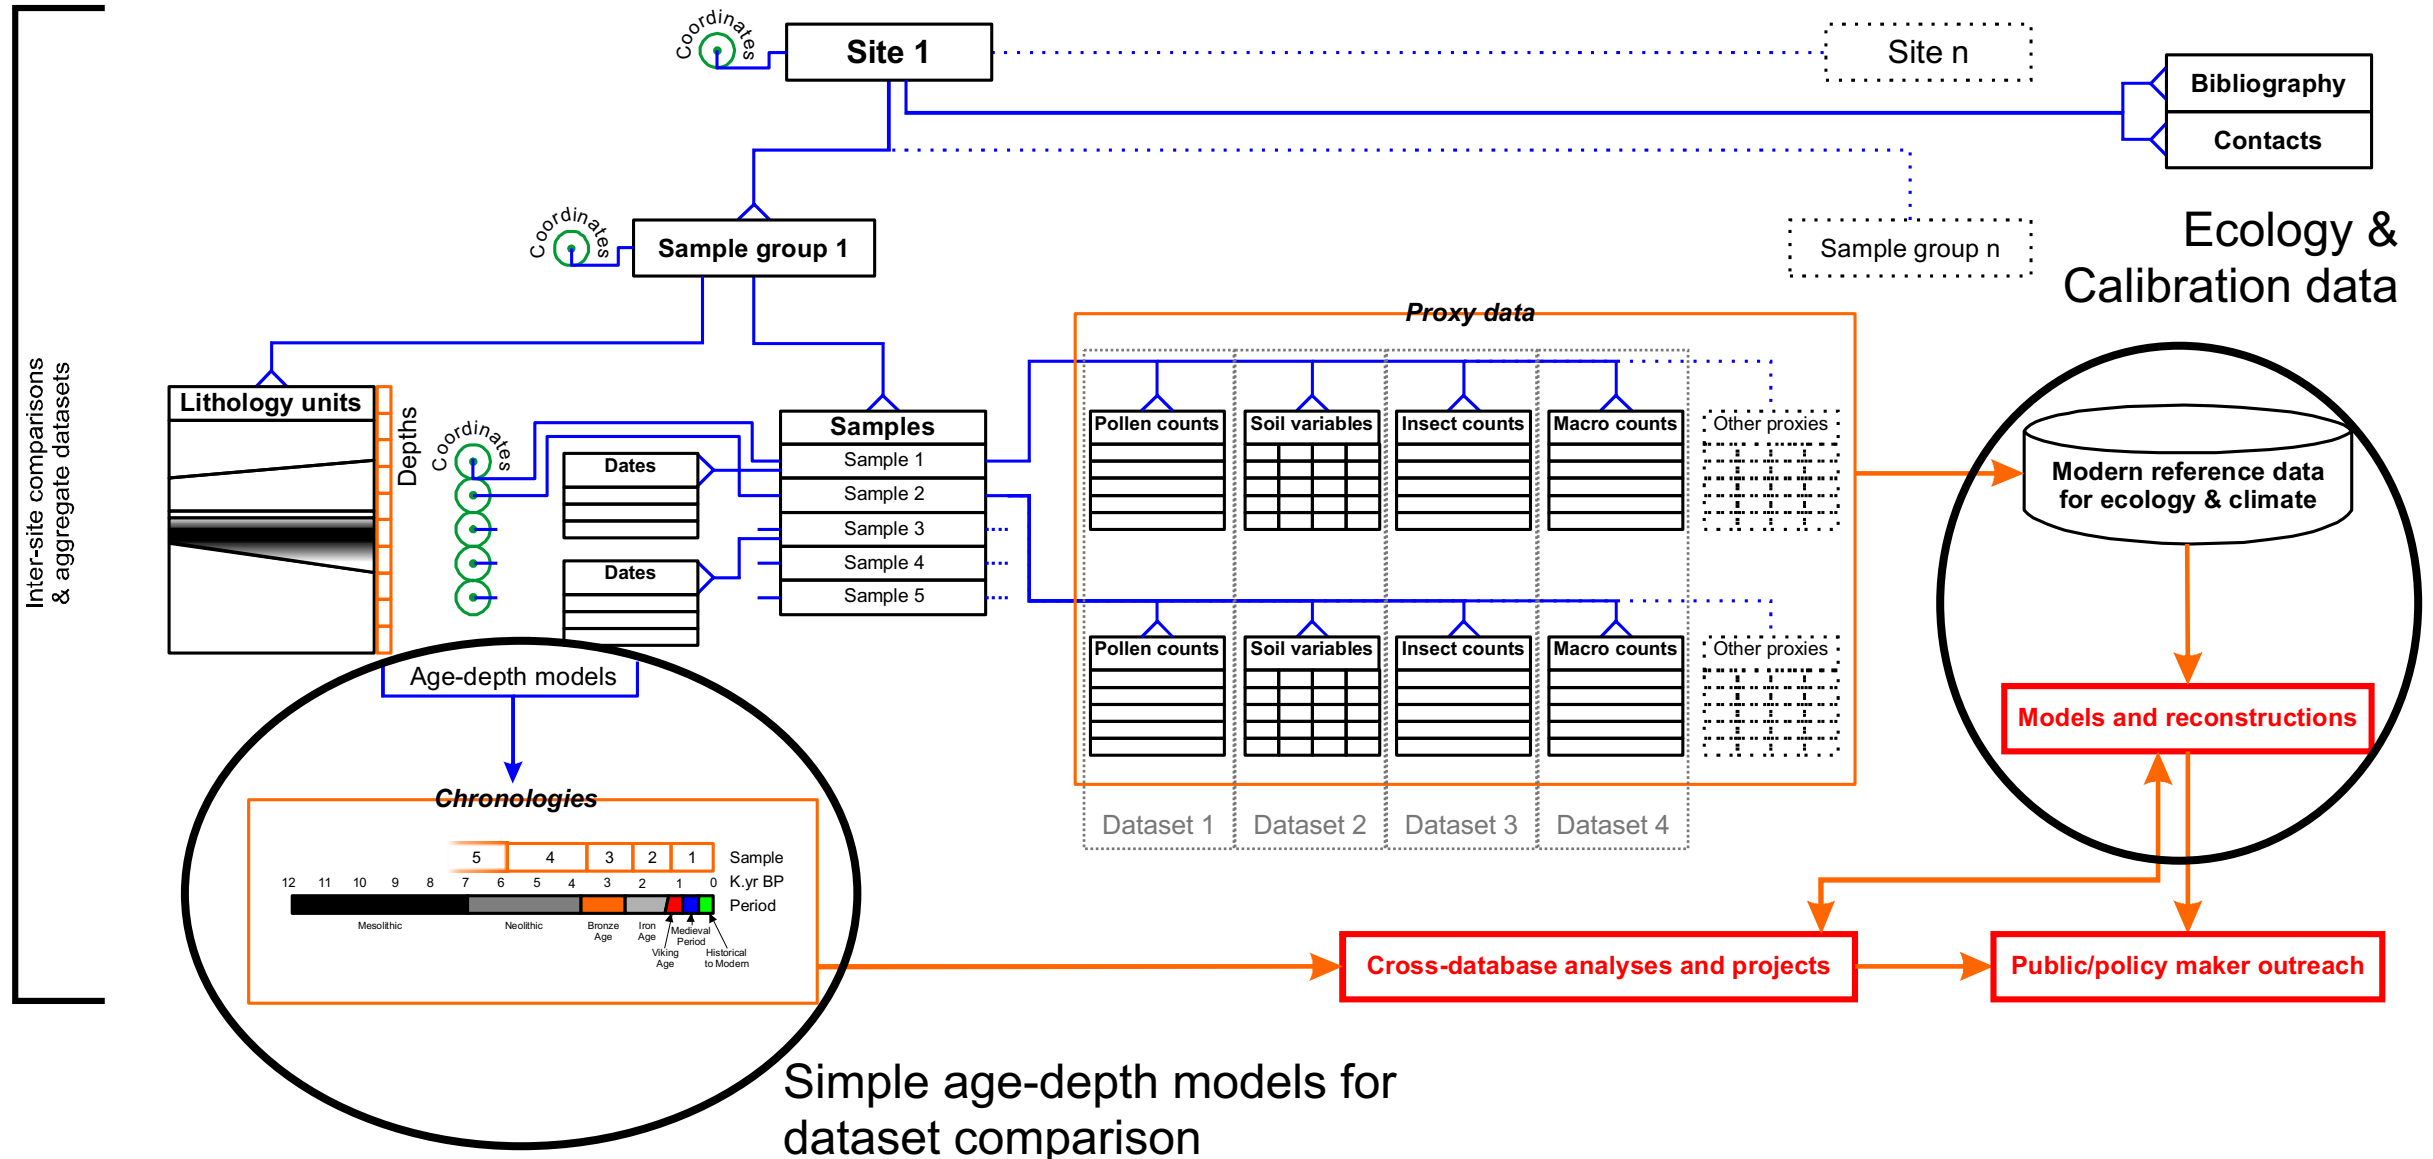 Coordinates
Site 1
Site n
Bibliography
Contacts
Coordinates
Sample group 1
Sample group n
Ecology &
Calibration data
Inter-site comparisons
& aggregate datasets
Proxy data
Lithology units
Depths
Coordinates
Dates
Dates
Samples
Sample 1
Sample 2
Sample 3
Sample 4
Sample 5
Pollen counts
Soil variables
Insect counts
Macro counts
Other proxies
Pollen counts
Soil variables
Insect counts
Macro counts
Other proxies
Dataset 1
Dataset 2
Dataset 3
Dataset 4
Modern reference data
for ecology & climate
Models and reconstructions
Age-depth models
Chronologies
5 4 3 2 1 Sample
12 11 10 9 8 7 6 5 4 3 2 1 0 K.yr BP
Period
Mesolithic
Neolithic
Bronze
Age
Iron
Age
Viking
Age
Medieval
Period
Historical
to Modern
Cross-database analyses and projects
Public/policy maker outreach
Simple age-depth models for
dataset comparison